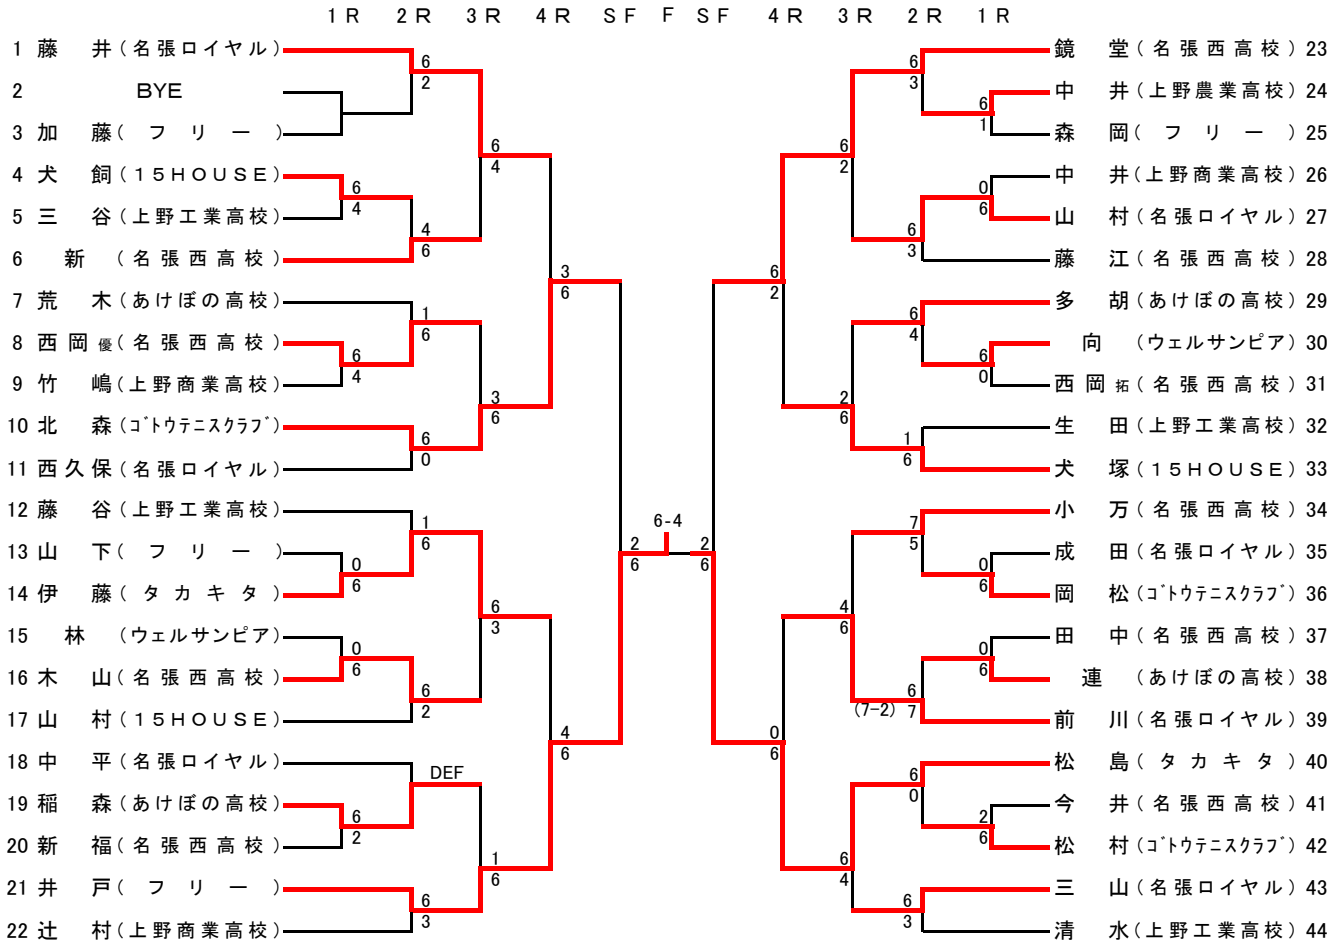 １Ｒ ２Ｒ ３Ｒ ４Ｒ ＳＦ Ｆ ＳＦ ４Ｒ ３Ｒ ２Ｒ １Ｒ
1 藤 井 (名張ロイヤル)
2 BYE
3 加 藤 (フリー)
4 犬 飼 (１５ＨＯＵＳＥ)
5 三 谷 (上野工業高校)
6 新 (名張西高校)
7 荒 木 (あけぼの高校)
8 西岡優 (名張西高校)
9 竹 嶋 (上野商業高校)
10 北 森 (ｺﾞﾄウテニスクラブ)
11 西久保 (名張ロイヤル)
12 藤 谷 (上野工業高校)
13 山 下 (フリー)
14 伊 藤 (タカキタ)
15 林 (ウェルサンピア)
16 木 山 (名張西高校)
17 山 村 (１５ＨＯＵＳＥ)
18 中 平 (名張ロイヤル)
19 稲 森 (あけぼの高校)
20 新 福 (名張西高校)
21 井 戸 (フリー)
22 辻 村 (上野商業高校)
6 4
6 4
0 6
0 6
6 2
6 2
4 6
1 6
6 0
1 6
6 2
DEF
6 3
6 4
3 6
6 3
1 6
3 6
4 6
2 6
6-4
2 6
6 2
0 6
6 2
2 6
4 6
6 4
6 3
6 3
6 4
1 6
7 5
6 7
(7-2)
6 0
6 3
6 1
0 6
6 0
0 6
0 6
2 6
鏡 堂 (名張西高校) 23
中 井 (上野農業高校) 24
森 岡 (フリー) 25
中 井 (上野商業高校) 26
山 村 (名張ロイヤル) 27
藤 江 (名張西高校) 28
多 胡 (あけぼの高校) 29
向 (ウェルサンピア) 30
西岡拓 (名張西高校) 31
生 田 (上野工業高校) 32
犬 塚 (１５ＨＯＵＳＥ) 33
小 万 (名張西高校) 34
成 田 (名張ロイヤル) 35
岡 松 (ｺﾞﾄウテニスクラブ) 36
田 中 (名張西高校) 37
連 (あけぼの高校) 38
前 川 (名張ロイヤル) 39
松 島 (タカキタ) 40
今 井 (名張西高校) 41
松 村 (ｺﾞﾄウテニスクラブ) 42
三 山 (名張ロイヤル) 43
清 水 (上野工業高校) 44